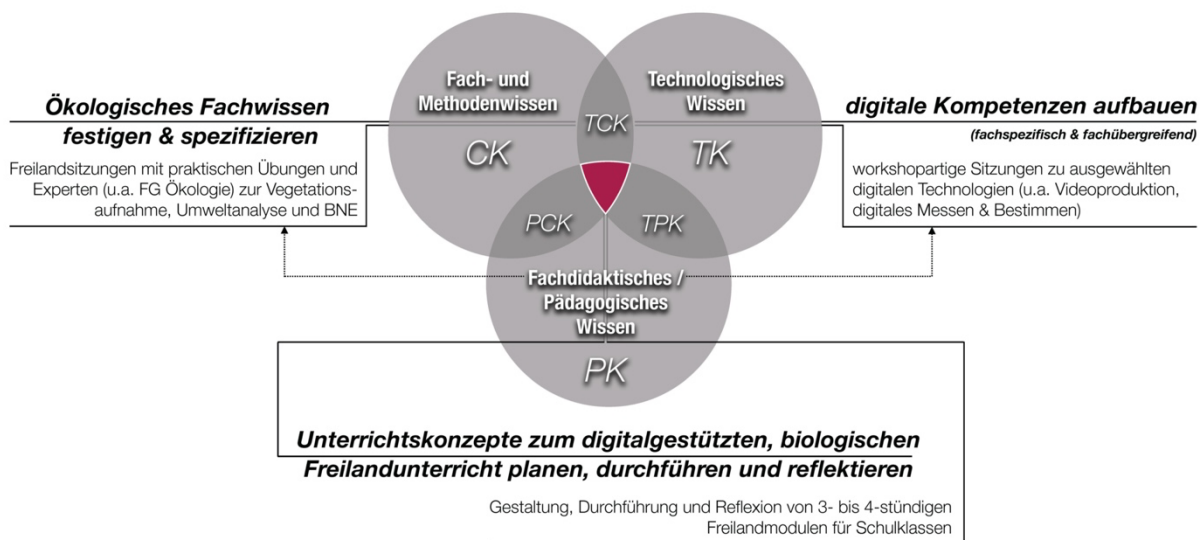 Fach- und
Methodenwissen
CK
Technologisches
Wissen
TK
TCK
Ökologisches Fachwissen
festigen & spezifizieren
Freilandsitzungen mit praktischen Übungen und
Experten (u.a. FG Ökologie) zur Vegetations-
aufnahme, Umweltanalyse und BNE
digitale Kompetenzen aufbauen
(fachspezifisch & fachübergreifend)
workshopartige Sitzungen zu ausgewählten
digitalen Technologien (u.a. Videoproduktion,
digitales Messen & Bestimmen)
PCK
TPK
Fachdidaktisches /
Pädagogisches
Wissen
PK
Unterrichtskonzepte zum digitalgestützten, biologischen
Freilandunterricht planen, durchführen und reflektieren
Gestaltung, Durchführung und Reflexion von 3- bis 4-stündigen
Freilandmodulen für Schulklassen